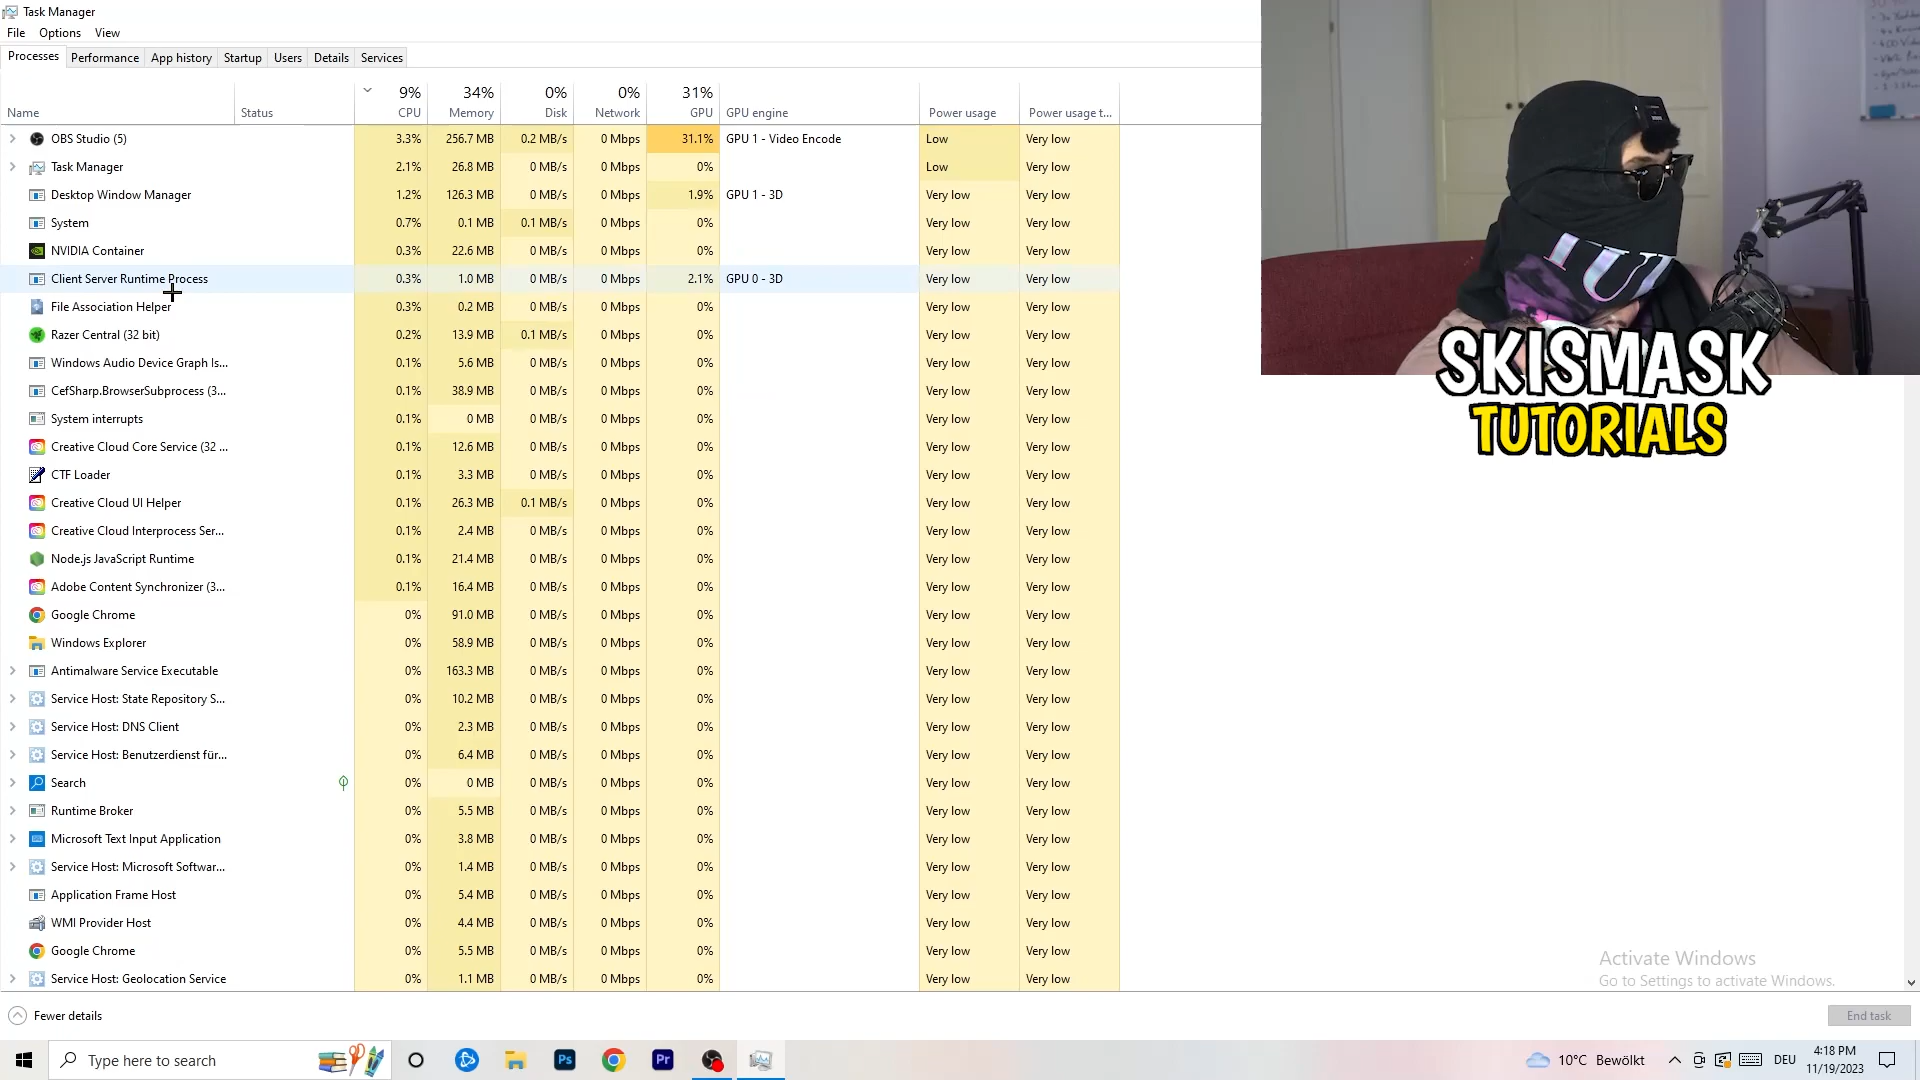 Task Manager
File Options View
Processes Performance App history Startup Users Details Services
9% 34% 0% 0% 31%
Name Status CPU Memory Disk Network GPU GPU engine Power usage Power usage t...
OBS Studio (5) 3.3% 256.7 MB 0.2 MB/s 0 Mbps 31.1% GPU 1 - Video Encode Low Very low
Task Manager 2.1% 26.8 MB 0 MB/s 0 Mbps 0% Low Very low
Desktop Window Manager 1.2% 126.3 MB 0 MB/s 0 Mbps 1.9% GPU 1 - 3D Very low Very low
System 0.7% 0.1 MB 0.1 MB/s 0 Mbps 0% Very low Very low
NVIDIA Container 0.3% 22.6 MB 0 MB/s 0 Mbps 0% Very low Very low
Client Server Runtime Process 0.3% 1.0 MB 0 MB/s 0 Mbps 2.1% GPU 0 - 3D Very low Very low
File Association Helper 0.3% 0.2 MB 0 MB/s 0 Mbps 0% Very low Very low
Razer Central (32 bit) 0.2% 13.9 MB 0.1 MB/s 0 Mbps 0% Very low Very low
Windows Audio Device Graph Is... 0.1% 5.6 MB 0 MB/s 0 Mbps 0% Very low Very low
CefSharp.BrowserSubprocess (3... 0.1% 38.9 MB 0 MB/s 0 Mbps 0% Very low Very low
System interrupts 0.1% 0 MB 0 MB/s 0 Mbps 0% Very low Very low
Creative Cloud Core Service (32 ... 0.1% 12.6 MB 0 MB/s 0 Mbps 0% Very low Very low
CTF Loader 0.1% 3.3 MB 0 MB/s 0 Mbps 0% Very low Very low
Creative Cloud UI Helper 0.1% 26.3 MB 0.1 MB/s 0 Mbps 0% Very low Very low
Creative Cloud Interprocess Ser... 0.1% 2.4 MB 0 MB/s 0 Mbps 0% Very low Very low
Node.js JavaScript Runtime 0.1% 21.4 MB 0 MB/s 0 Mbps 0% Very low Very low
Adobe Content Synchronizer (3... 0.1% 16.4 MB 0 MB/s 0 Mbps 0% Very low Very low
Google Chrome 0% 91.0 MB 0 MB/s 0 Mbps 0% Very low Very low
Windows Explorer 0% 58.9 MB 0 MB/s 0 Mbps 0% Very low Very low
Antimalware Service Executable 0% 163.3 MB 0 MB/s 0 Mbps 0% Very low Very low
Service Host: State Repository S... 0% 10.2 MB 0 MB/s 0 Mbps 0% Very low Very low
Service Host: DNS Client 0% 2.3 MB 0 MB/s 0 Mbps 0% Very low Very low
Service Host: Benutzerdienst für... 0% 6.4 MB 0 MB/s 0 Mbps 0% Very low Very low
Search 0% 0 MB 0 MB/s 0 Mbps 0% Very low Very low
Runtime Broker 0% 5.5 MB 0 MB/s 0 Mbps 0% Very low Very low
Microsoft Text Input Application 0% 3.8 MB 0 MB/s 0 Mbps 0% Very low Very low
Service Host: Microsoft Softwar... 0% 1.4 MB 0 MB/s 0 Mbps 0% Very low Very low
Application Frame Host 0% 5.4 MB 0 MB/s 0 Mbps 0% Very low Very low
WMI Provider Host 0% 4.4 MB 0 MB/s 0 Mbps 0% Very low Very low
Google Chrome 0% 5.5 MB 0 MB/s 0 Mbps 0% Very low Very low
Service Host: Geolocation Service 0% 1.1 MB 0 MB/s 0 Mbps 0% Very low Very low
SKISMASK
TUTORIALS
Activate Windows
Go to Settings to activate Windows.
Fewer details
End task
Type here to search
Ps
Pr
10°C Bewölkt
DEU
4:18 PM
11/19/2023